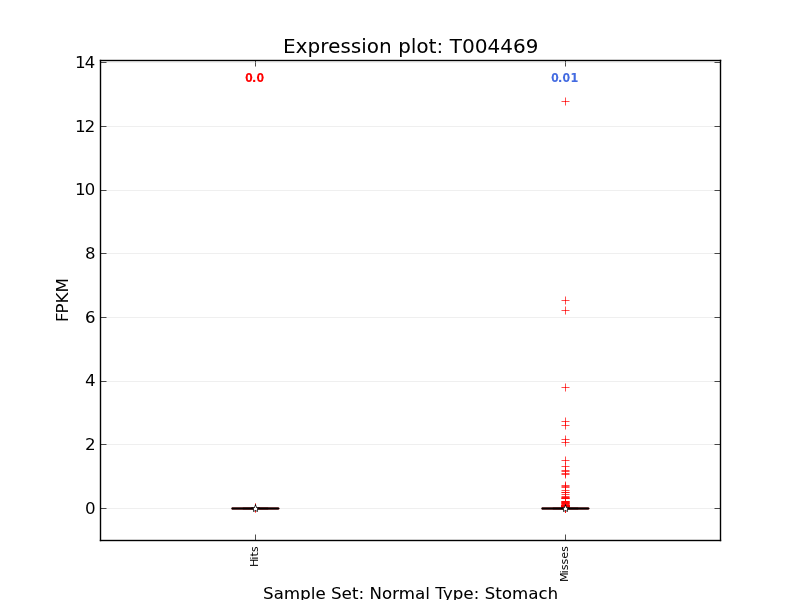 Expression plot: T004469
14
0.0
0.01
12
10
8
FPKM
6
4
2
0
Hits
Misses
Sample Set: Normal Type: Stomach